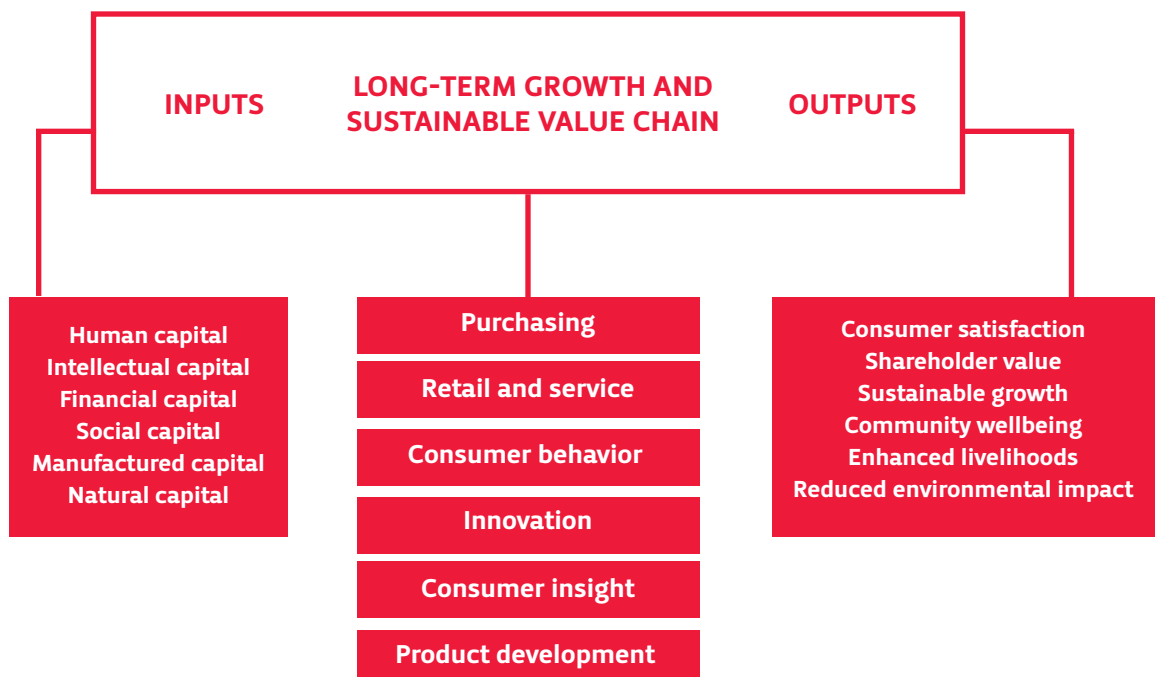 INPUTS
LONG-TERM GROWTH AND
SUSTAINABLE VALUE CHAIN
OUTPUTS
Human capital
Intellectual capital
Financial capital
Social capital
Manufactured capital
Natural capital
Purchasing
Retail and service
Consumer behavior
Innovation
Consumer insight
Product development
Consumer satisfaction
Shareholder value
Sustainable growth
Community wellbeing
Enhanced livelihoods
Reduced environmental impact